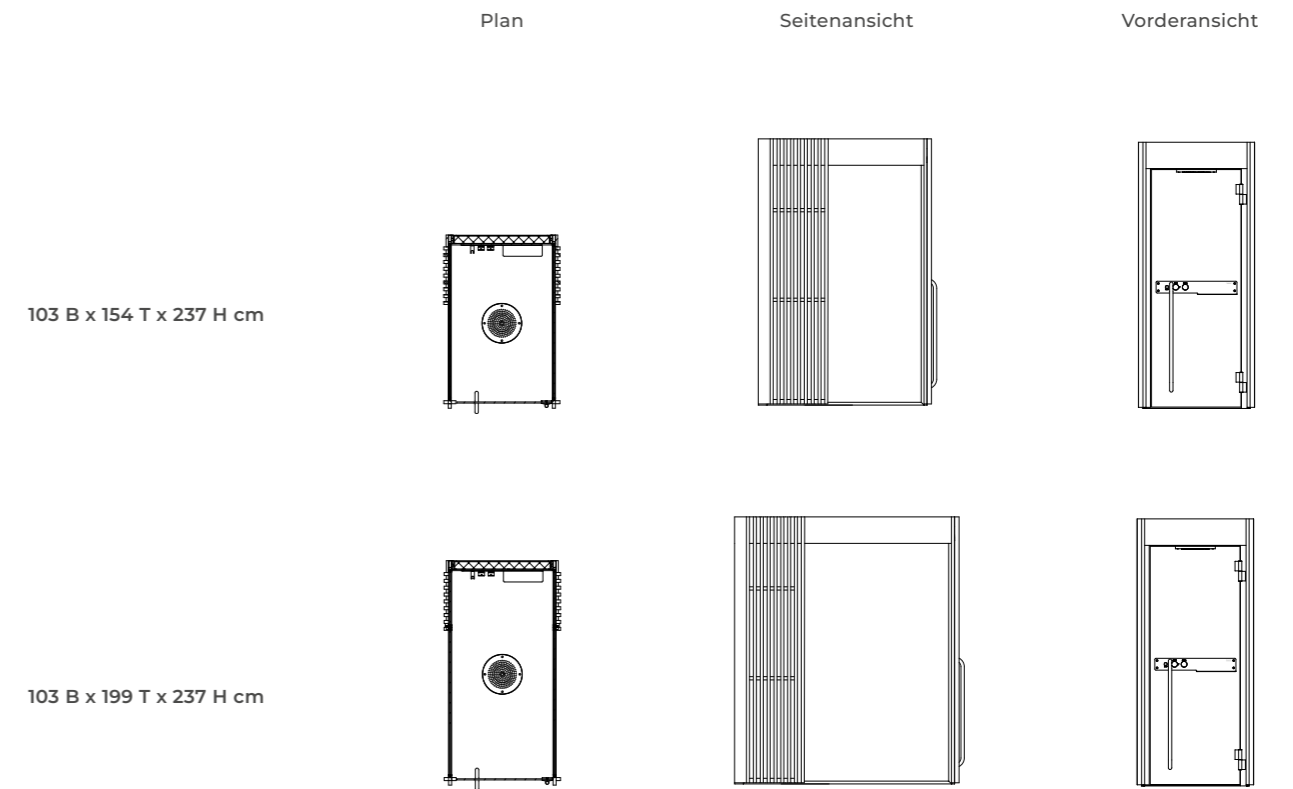 Plan
Seitenansicht
Vorderansicht
103 B x 154 T x 237 H cm
103 B x 199 T x 237 H cm